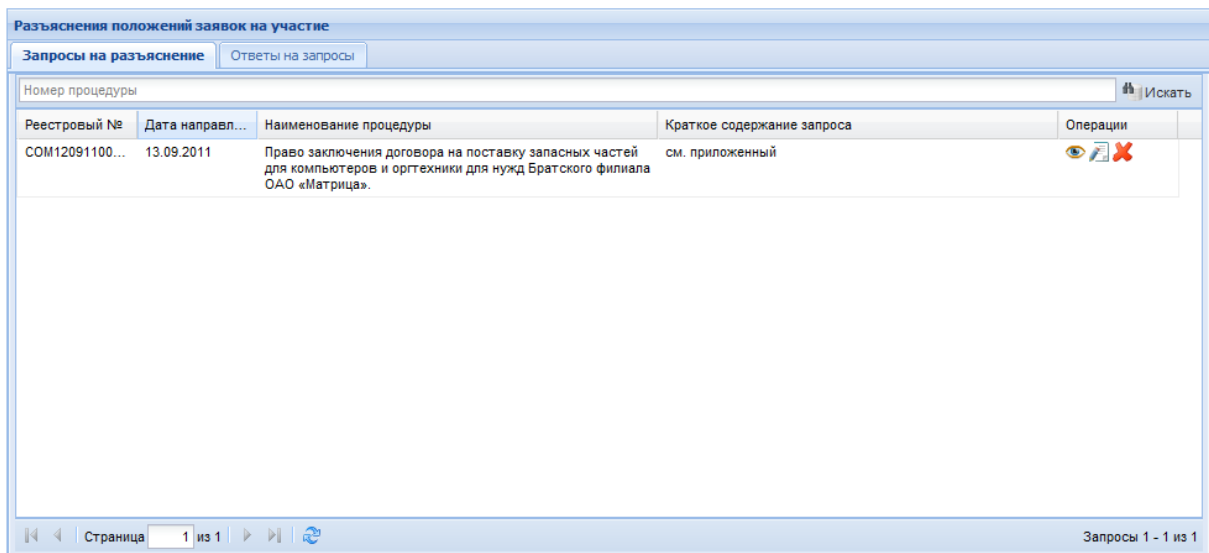 Разъяснения положений заявок на участие
Запросы на разъяснение Ответы на запросы
Номер процедуры Искать
Реестровый № Дата направл... Наименование процедуры Краткое содержание запроса Операции
COM12091100... 13.09.2011 Право заключения договора на поставку запасных частей см. приложенный
для компьютеров и оргтехники для нужд Братского филиала
ОАО «Матрица».
Страница 1 из 1 Запросы 1 - 1 из 1